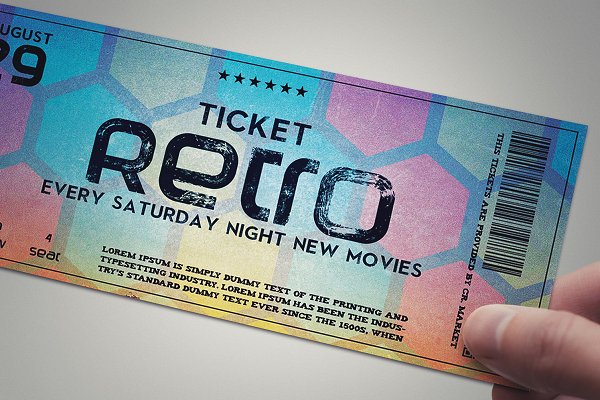 AUGUST
29
★★★★★★
TICKET
RETRO
EVERY SATURDAY NIGHT NEW MOVIES
4
seat
LOREM IPSUM IS SIMPLY DUMMY TEXT OF THE PRINTING AND
TYPESETTING INDUSTRY. LOREM IPSUM HAS BEEN THE INDUS-
TRY'S STANDARD DUMMY TEXT EVER SINCE THE 1500S, WHEN
THIS TICKETS ARE PROVIDED BY GR. MARKET